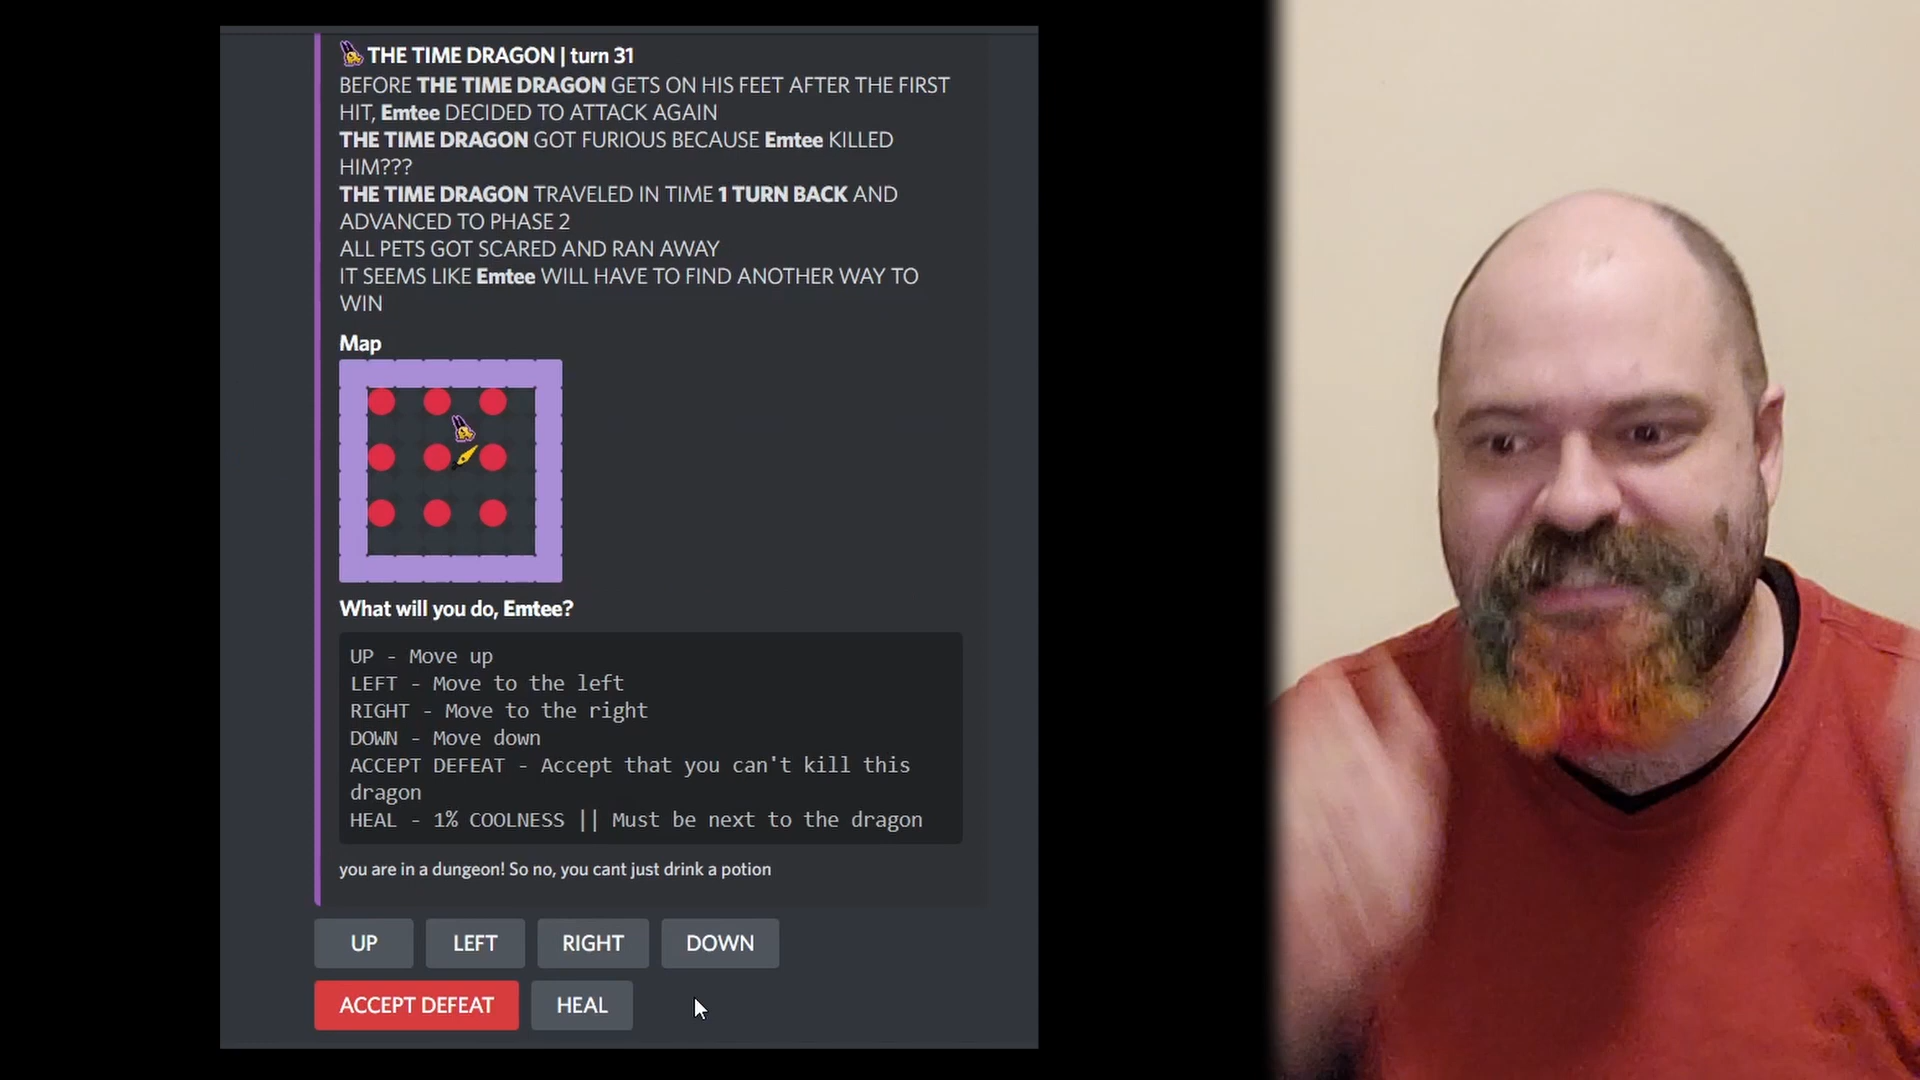 THE TIME DRAGON | turn 31
BEFORE THE TIME DRAGON GETS ON HIS FEET AFTER THE FIRST
HIT, Emtee DECIDED TO ATTACK AGAIN
THE TIME DRAGON GOT FURIOUS BECAUSE Emtee KILLED
HIM???
THE TIME DRAGON TRAVELED IN TIME 1 TURN BACK AND
ADVANCED TO PHASE 2
ALL PETS GOT SCARED AND RAN AWAY
IT SEEMS LIKE Emtee WILL HAVE TO FIND ANOTHER WAY TO
WIN
Map
What will you do, Emtee?
UP - Move up
LEFT - Move to the left
RIGHT - Move to the right
DOWN - Move down
ACCEPT DEFEAT - Accept that you can't kill this
dragon
HEAL - 1% COOLNESS || Must be next to the dragon
you are in a dungeon! So no, you cant just drink a potion
UP LEFT RIGHT DOWN
ACCEPT DEFEAT HEAL